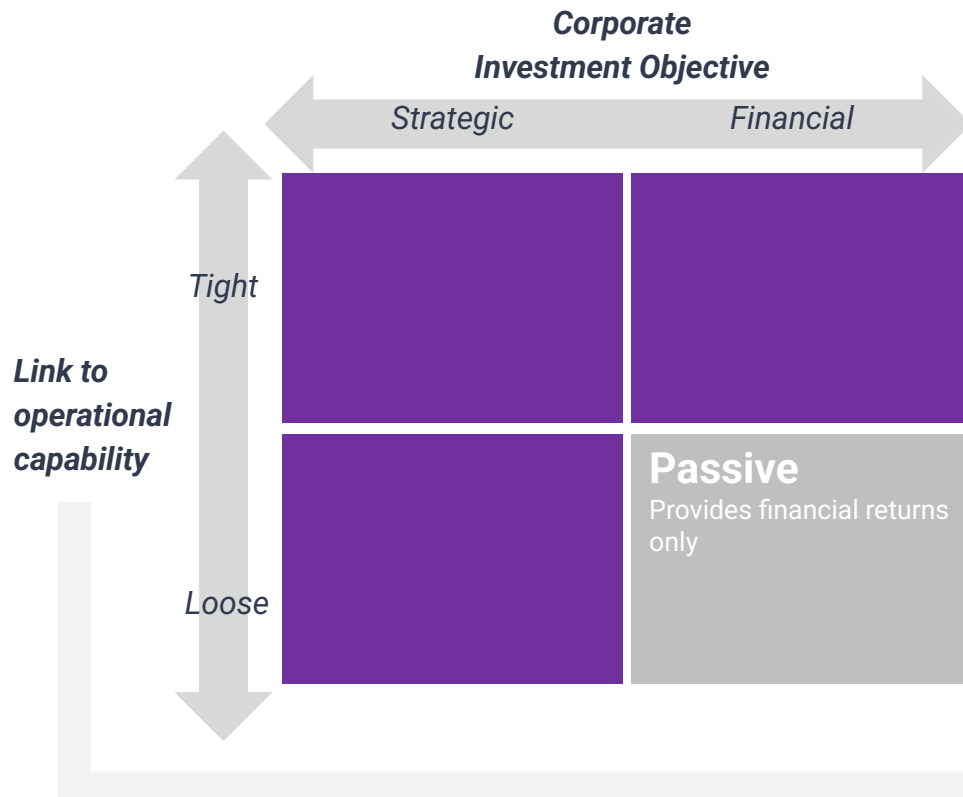 Corporate
Investment Objective
Strategic
Financial
Tight
Link to
operational
capability
Passive
Provides financial returns
only
Loose